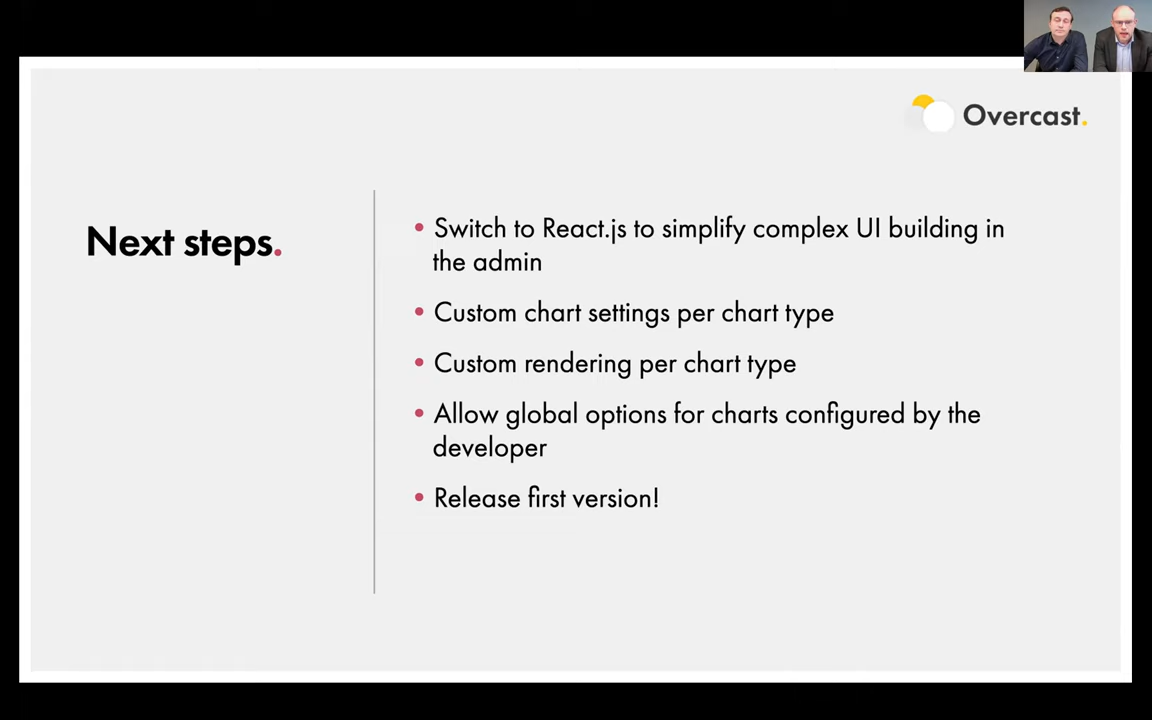 Overcast.
Next steps.
• Switch to React.js to simplify complex UI building in
the admin
• Custom chart settings per chart type
• Custom rendering per chart type
• Allow global options for charts configured by the
developer
• Release first version!